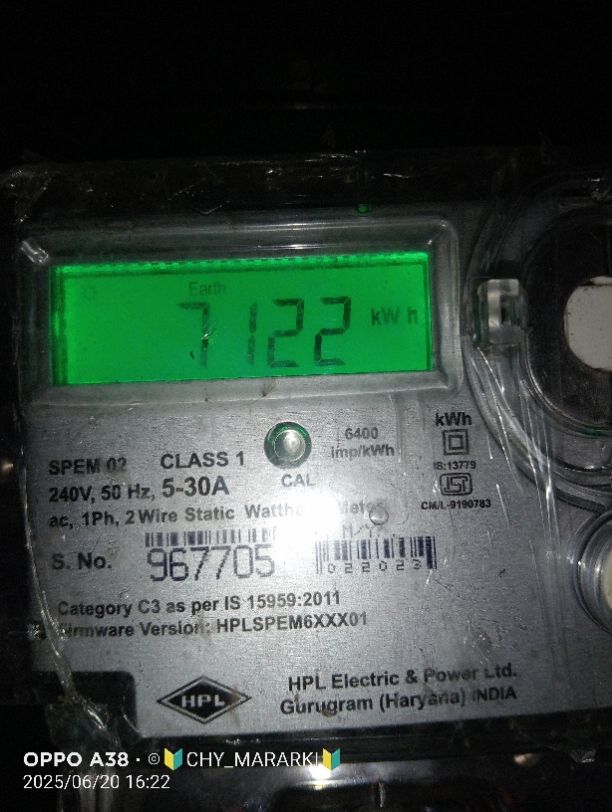 Earth
7122 kWh
6400
Imp/kWh
kWh
SPEM 02 CLASS 1
CAL
IS:13779
ISI
240V, 50 Hz, 5-30A
CM/L-9190783
ac, 1Ph, 2 Wire Static
S. No. 967705
022023
Category C3 as per IS 15959:2011
Firmware Version: HPLSPEM6XXX01
HPL
HPL Electric & Power Ltd.
Gurugram (Haryana) INDIA
OPPO A38 · © 🔰CHY_MARARKI🔰
2025/06/20 16:22